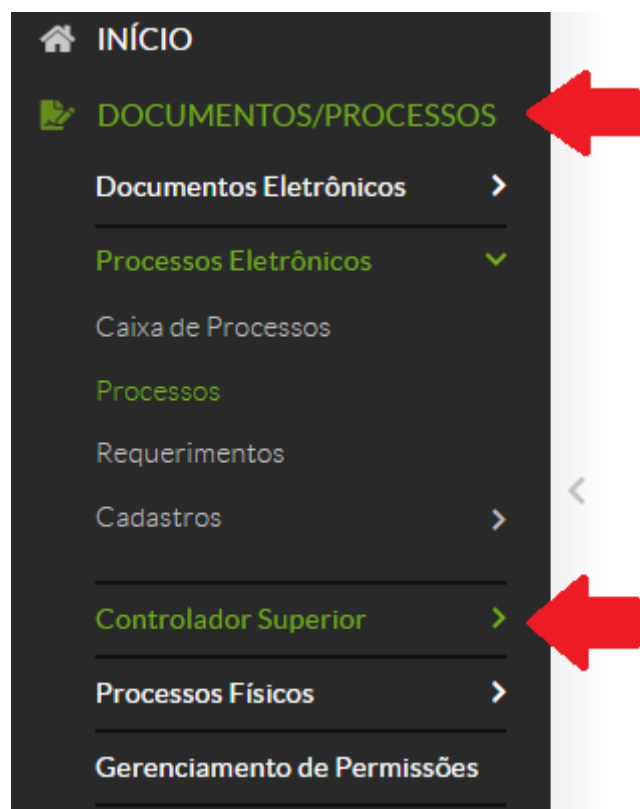 INÍCIO
DOCUMENTOS/PROCESSOS
Documentos Eletrônicos
Processos Eletrônicos
Caixa de Processos
Processos
Requerimentos
Cadastros
Controlador Superior
Processos Físicos
Gerenciamento de Permissões